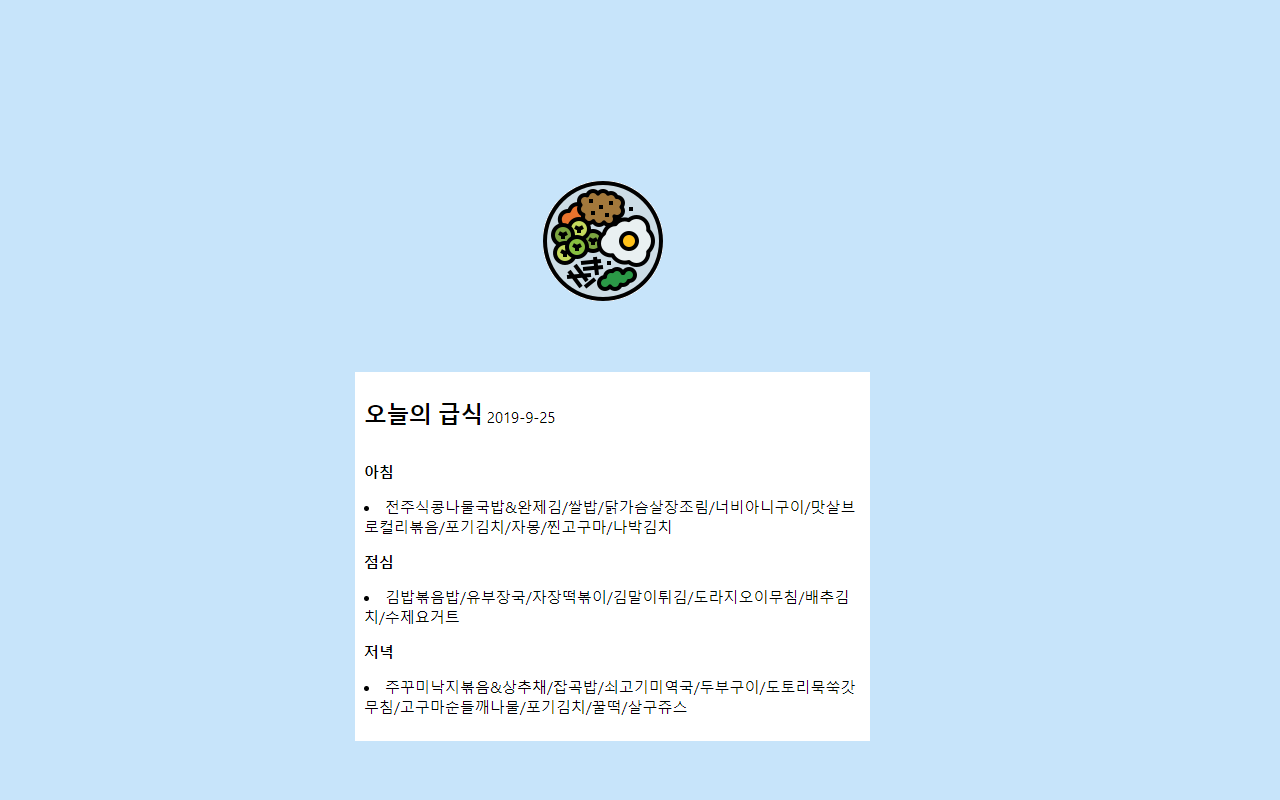 오늘의 급식 2019-9-25
아침
• 전주식콩나물국밥&완제김/쌀밥/닭가슴살장조림/너비아니구이/맛살브
로컬리볶음/포기김치/자몽/찐고구마/나박김치
점심
• 김밥볶음밥/유부장국/자장떡볶이/김말이튀김/도라지오이무침/배추김
치/수제요거트
저녁
• 주꾸미낙지볶음&상추채/잡곡밥/쇠고기미역국/두부구이/도토리묵쑥갓
무침/고구마순들깨나물/포기김치/꿀떡/살구쥬스